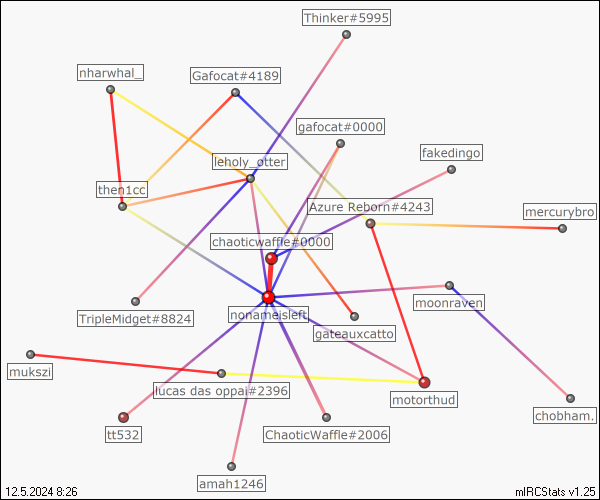 Thinker#5995
nharwhal_
Gafocat#4189
gafocat#0000
fakedingo
leholy_otter
then1cc
Azure Reborn#4243
mercurybro
chaoticwaffle#0000
moonraven
nonameisleft
TripleMidget#8824
gateauxcatto
mukszi
lucas das oppai#2396
motorthud
chobham.
tt532
ChaoticWaffle#2006
amah1246
12.5.2024 8:26
mIRCStats v1.25